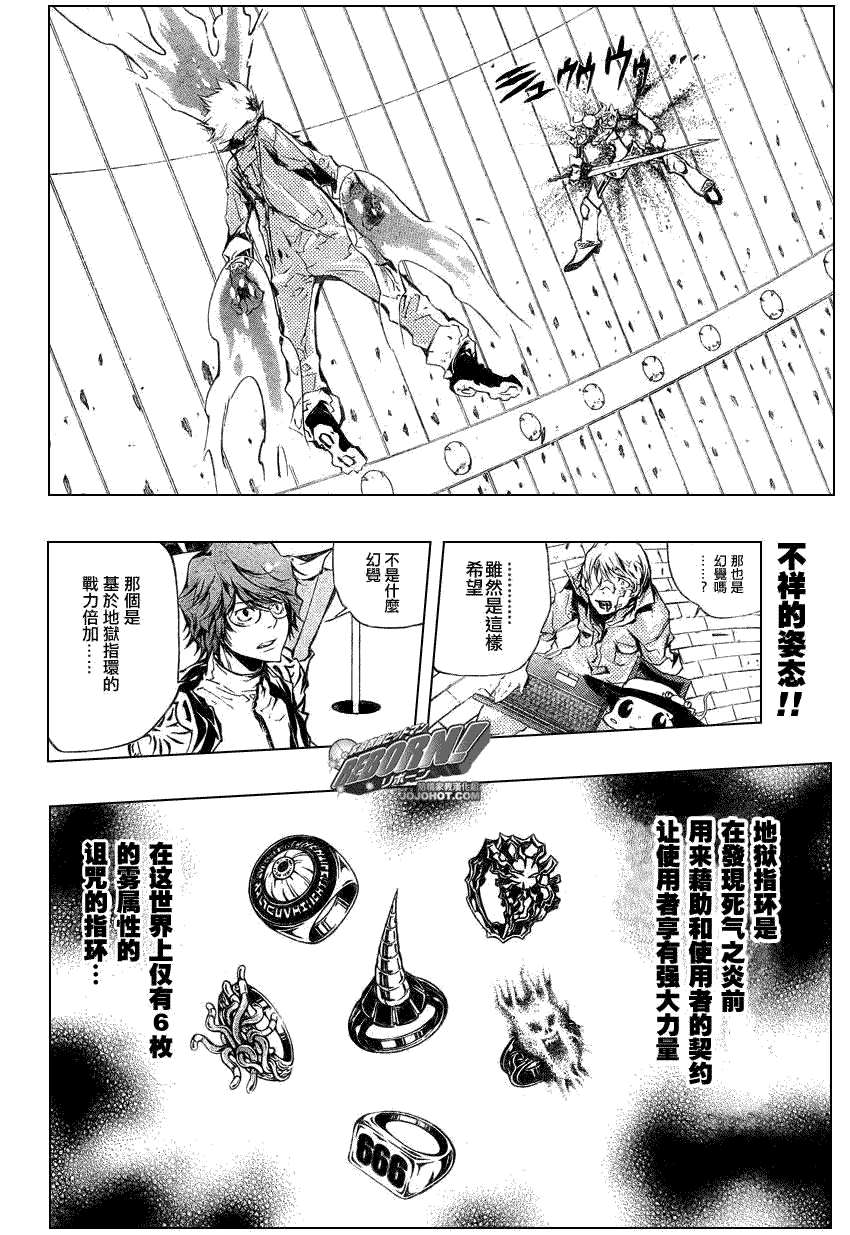 ミュウウウゥ…
不祥的姿态!!
那也是
幻覺嗎
……?
…………
雖然是這樣
希望
不是什麼
幻覺
那個是
基於地獄指環的
戰力倍加……
REBORN!
リボーン
JOJOHOT.COM
地獄指环是
在發現死气之炎前
用来藉助和使用者的契约
让使用者享有强大力量
在这世界上仅有6枚
的雾属性的
诅咒的指环…
666